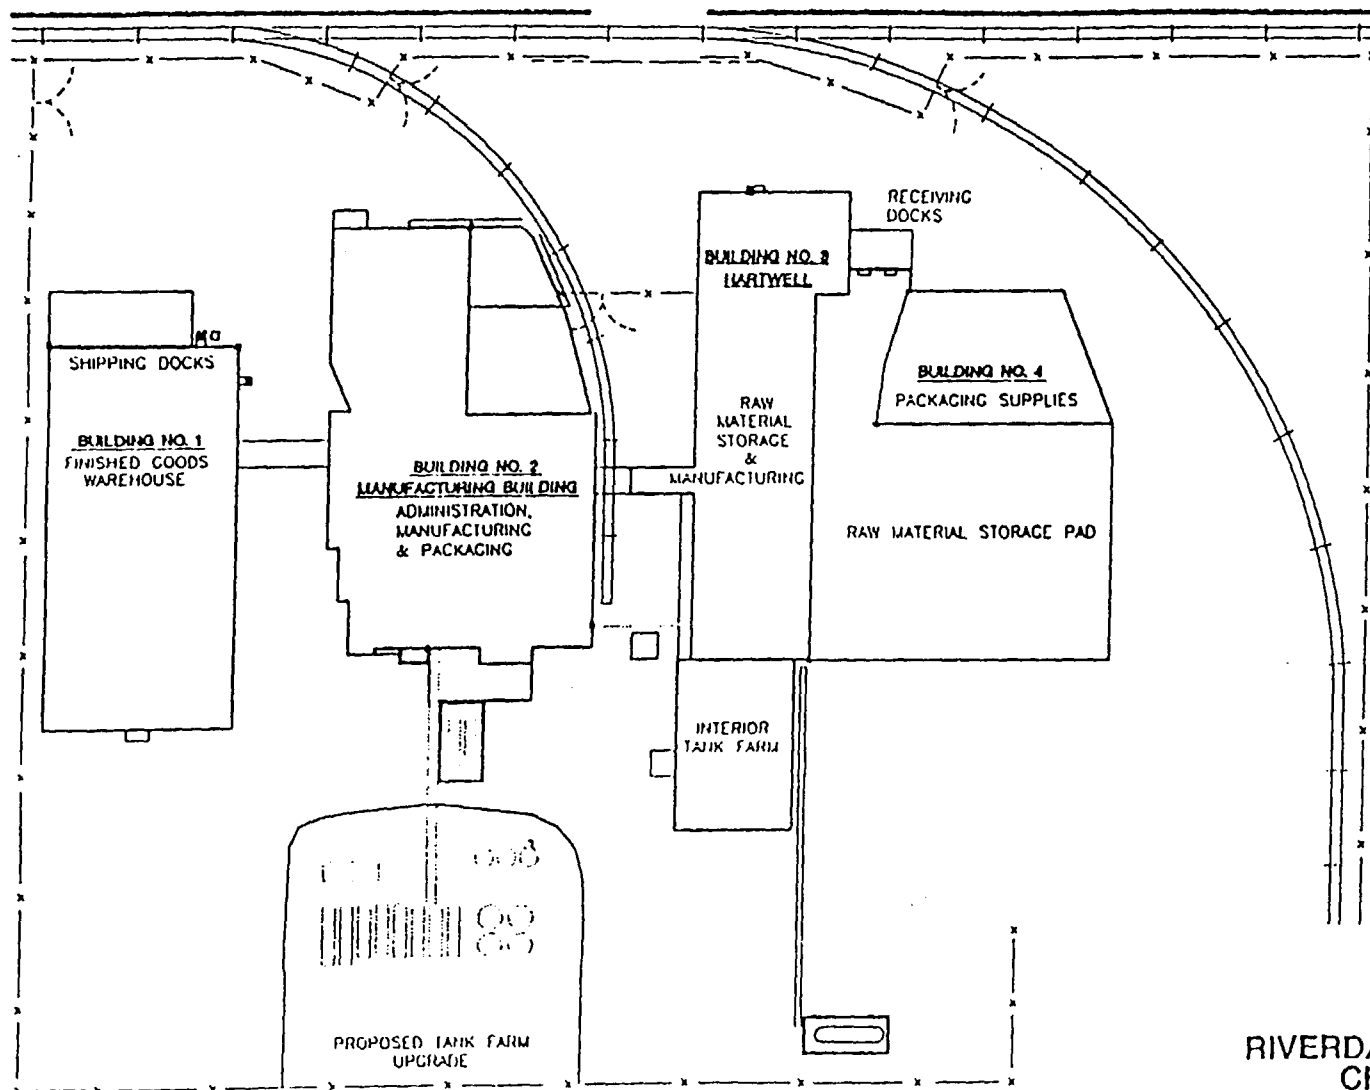 RECEIVING
DOCKS
BUILDING NO. 3
HARTWELL
SHIPPING DOCKS
BUILDING NO. 4
PACKAGING SUPPLIES
BUILDING NO. 1
FINISHED GOODS
WAREHOUSE
RAW
MATERIAL
STORAGE
&
MANUFACTURING
BUILDING NO. 2
MANUFACTURING BUILDING
ADMINISTRATION,
MANUFACTURING
& PACKAGING
RAW MATERIAL STORAGE PAD
INTERIOR
TANK FARM
PROPOSED TANK FARM
UPGRADE